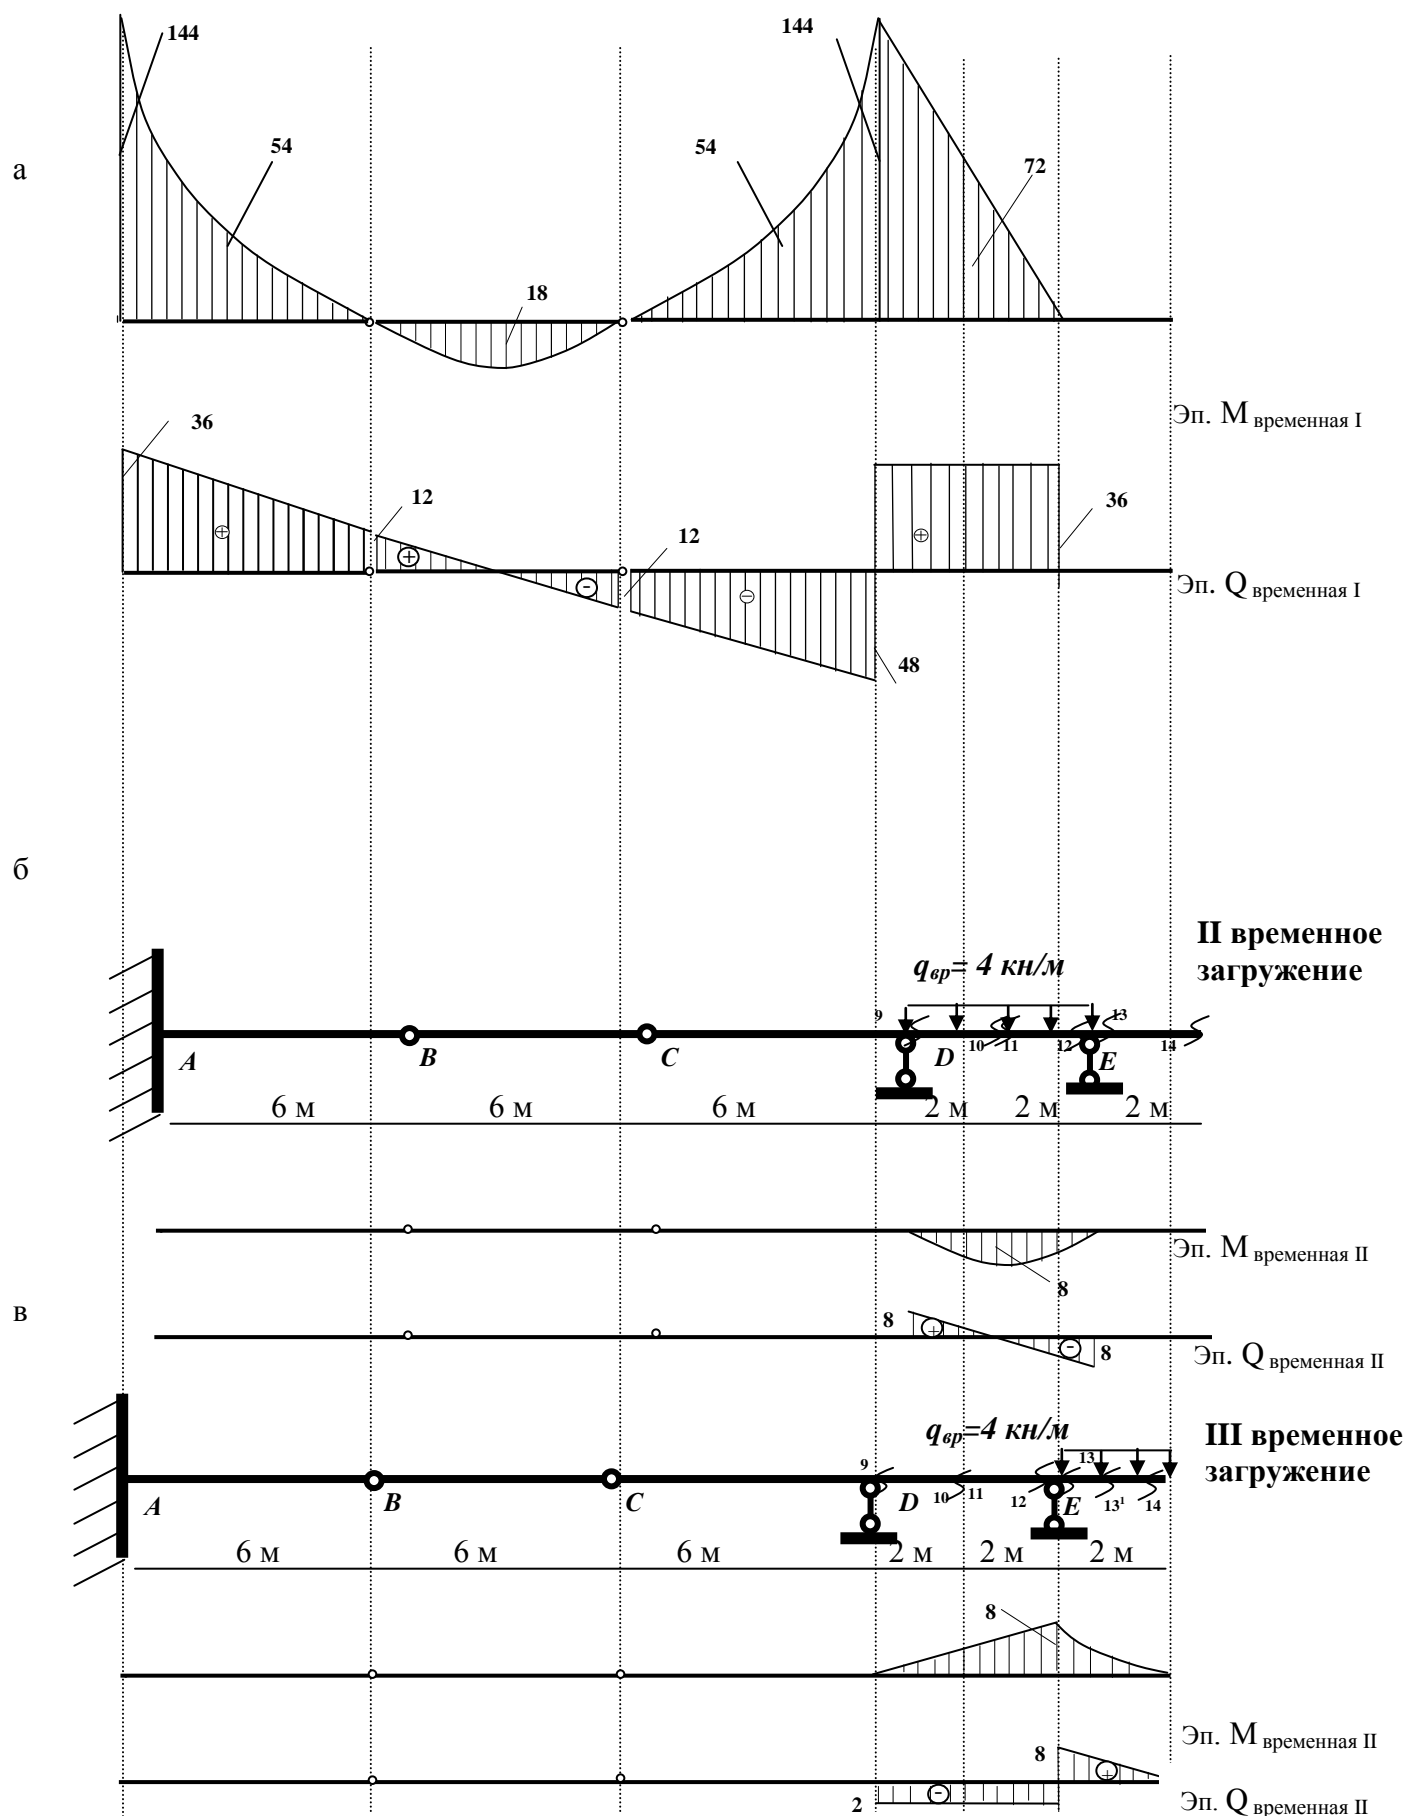 144
144
54
54
72
а
18
Эп. М временная I
36
12
36
12
Эп. Q временная I
48
б
II временное
загружение
qвр= 4 кн/м
9
13
10
11
12
14
A
B
C
D
E
6 м
6 м
6 м
2 м
2 м
2 м
Эп. М временная II
8
в
8
8
Эп. Q временная II
III временное
загружение
qвр=4 кн/м
9
13
10
11
12
13¹
14
A
B
C
D
E
6 м
6 м
6 м
2 м
2 м
2 м
8
Эп. М временная II
8
2
Эп. Q временная II